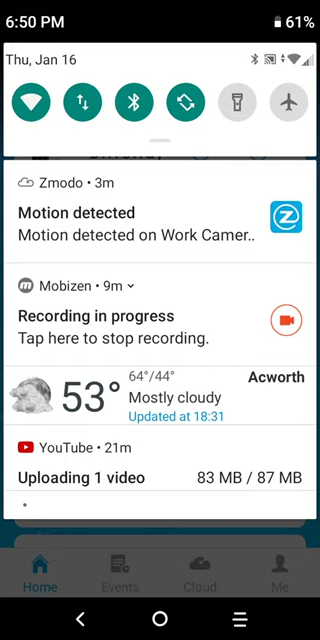 6:50 PM
61%
Thu, Jan 16
Zmodo • 3m
Motion detected
Motion detected on Work Camer..
Mobizen • 9m
Recording in progress
Tap here to stop recording.
53°
64°/44°
Acworth
Mostly cloudy
Updated at 18:31
YouTube • 21m
Uploading 1 video
83 MB / 87 MB
Home
Events
Cloud
Me